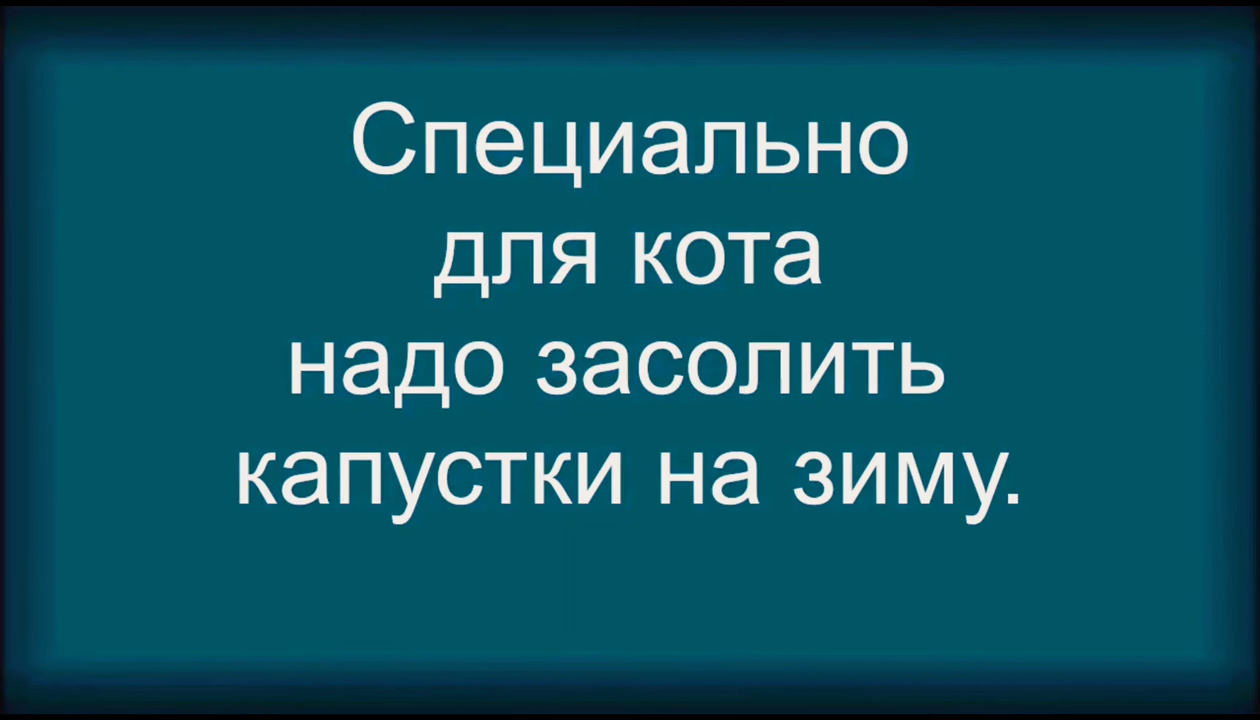 Специально
для кота
надо засолить
капустки на зиму.